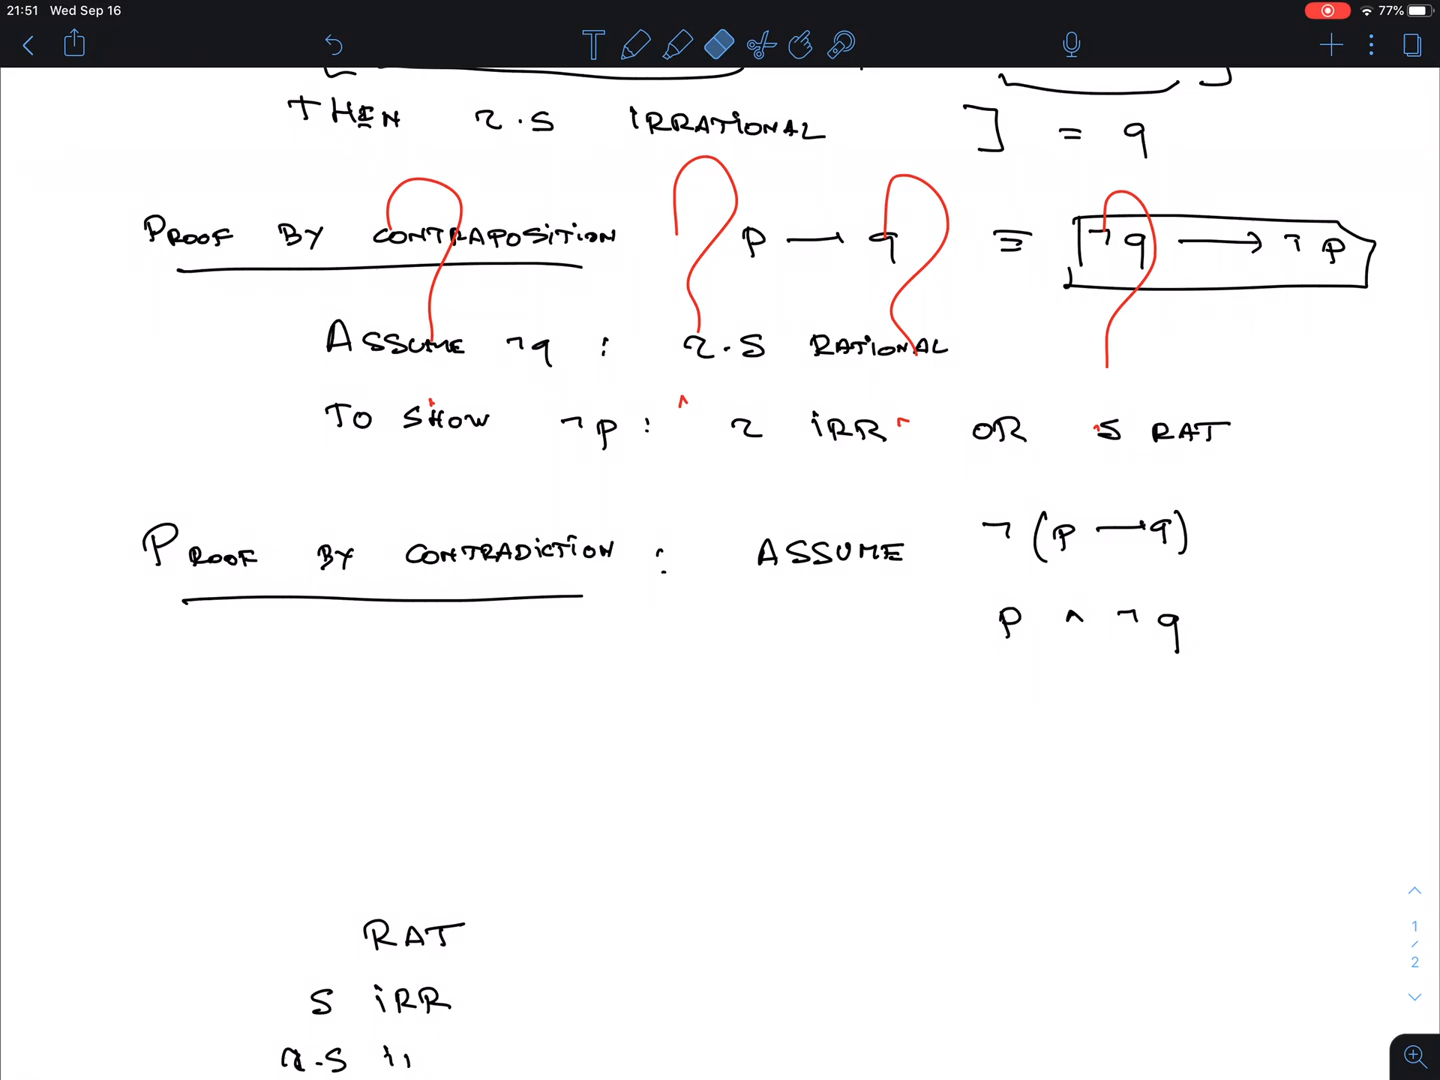 21:51 Wed Sep 16 77%
THEN r.S IRRATIONAL ] = q
PROOF BY CONTRAPOSITION p → q ≡ ¬q → ¬p
ASSUME ¬q : r.S RATIONAL
TO SHOW ¬p : r iRR OR S RAT
PROOF BY CONTRADICTION : ASSUME ¬(p → q)
p ∧ ¬q
RAT
S iRR
r.S
1
/
2